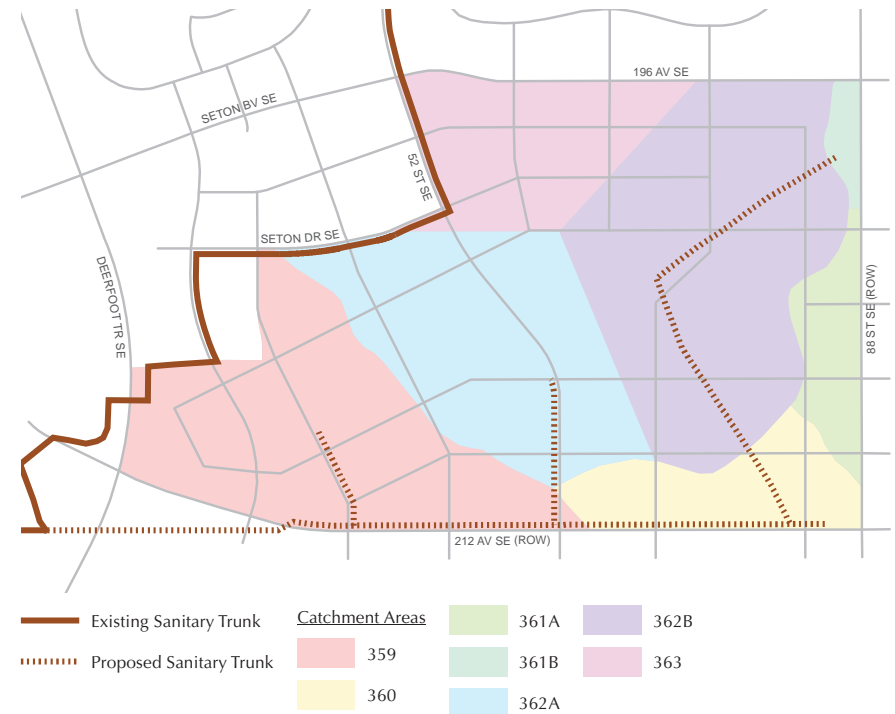 196 AV SE
SETON BV SE
52 ST SE
SETON DR SE
DEERFOOT TR SE
88 ST SE (ROW)
212 AV SE (ROW)
Existing Sanitary Trunk
Proposed Sanitary Trunk
Catchment Areas
359
360
361A
361B
362A
362B
363